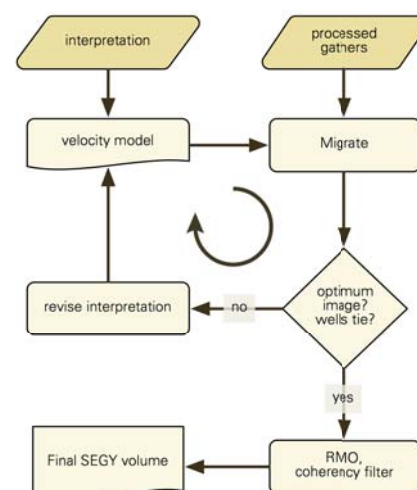 interpretation
processed
gathers
velocity model
Migrate
revise interpretation
no
optimum
image?
wells tie?
yes
Final SEGY volume
RMO,
coherency filter